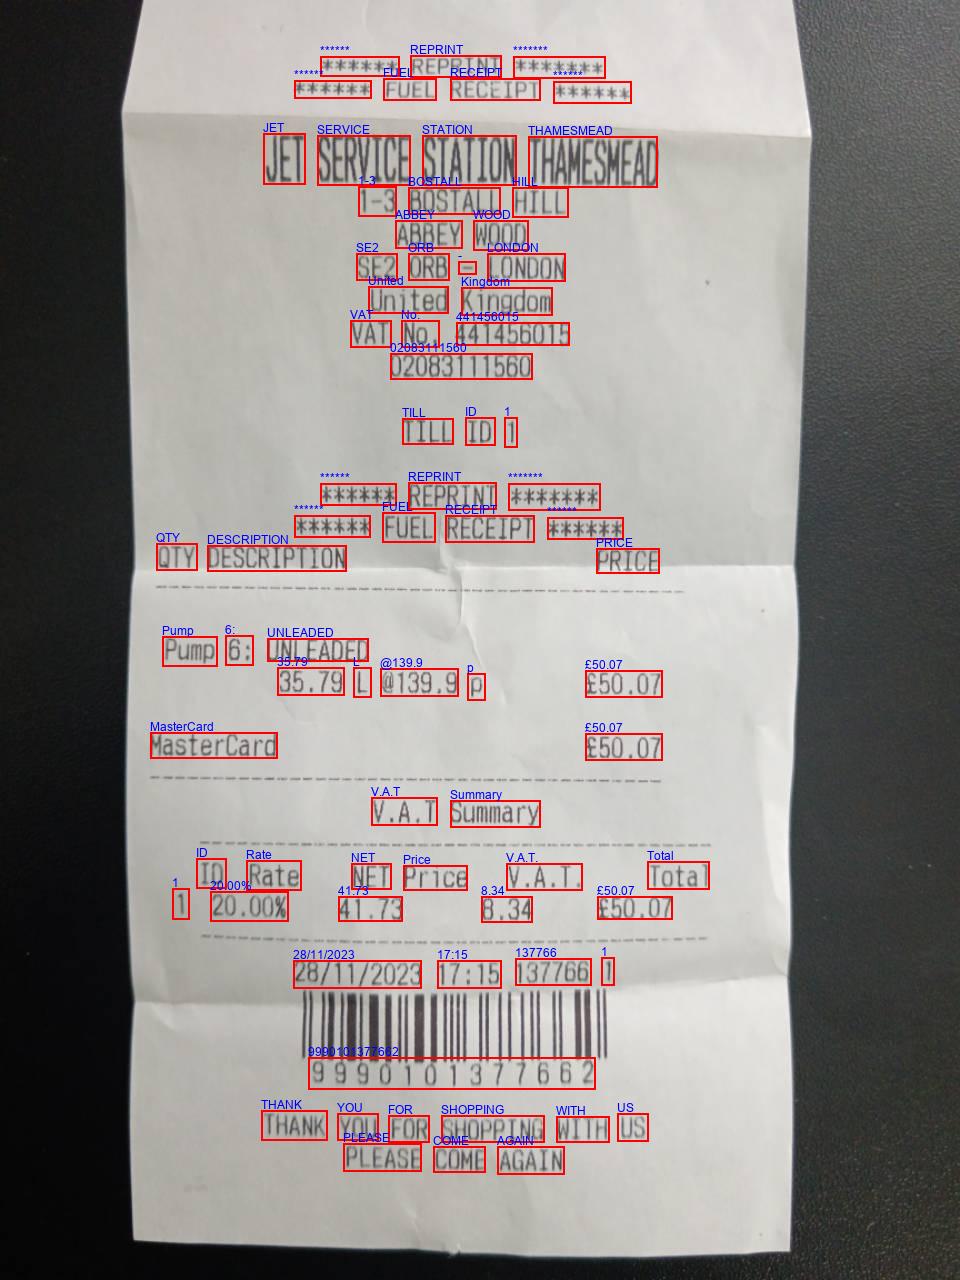 ****** REPRINT *******
****** FUEL RECEIPT ******
JET SERVICE STATION THAMESMEAD
1-3 BOSTALL HILL
ABBEY WOOD
SE2 ORB - LONDON
United Kingdom
VAT No. 441456015
02083111560
TILL ID 1
****** REPRINT *******
****** FUEL RECEIPT ******
QTY DESCRIPTION PRICE
Pump 6: UNLEADED
35.79 L @139.9 p £50.07
MasterCard £50.07
V.A.T Summary
ID Rate NET Price V.A.T. Total
1 20.00% 41.73 8.34 £50.07
28/11/2023 17:15 137766 1
9990101377662
THANK YOU FOR SHOPPING WITH US
PLEASE COME AGAIN